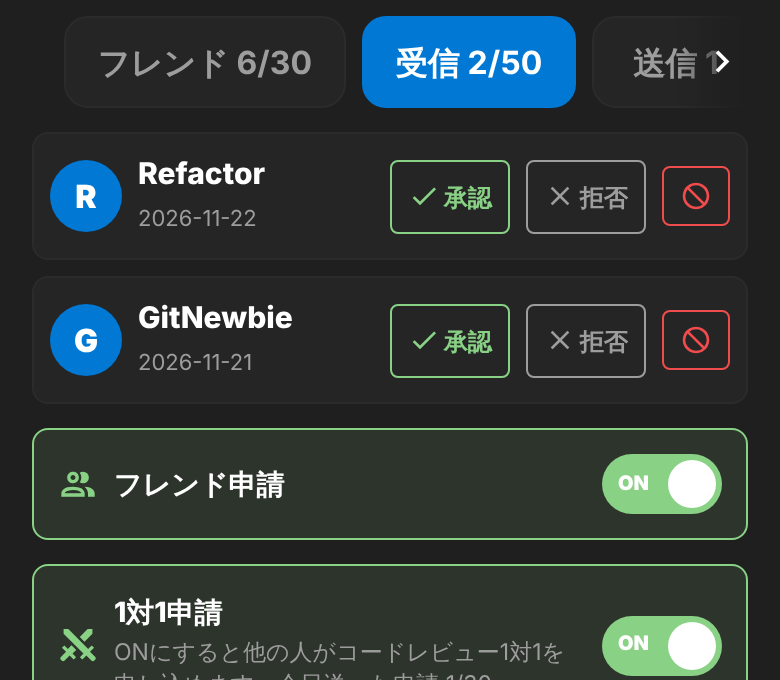 フレンド 6/30
受信 2/50
送信 1
R
Refactor
2026-11-22
承認
拒否
G
GitNewbie
2026-11-21
承認
拒否
フレンド申請
ON
1対1申請
ONにすると他の人がコードレビュー1対1を
ON